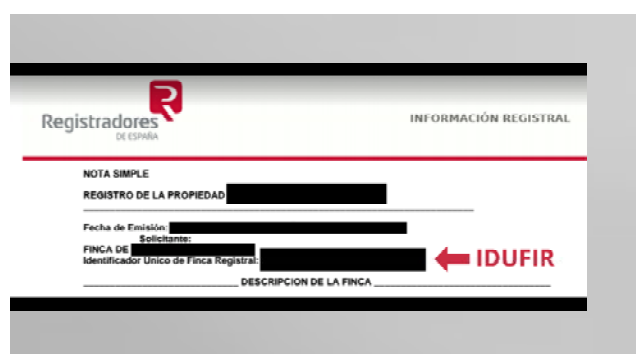 Registradores
DE ESPAÑA
INFORMACIÓN REGISTRAL
NOTA SIMPLE
REGISTRO DE LA PROPIEDAD
Fecha de Emisión:
Solicitante:
FINCA DE
Identificador Unico de Finca Registral:
IDUFIR
DESCRIPCION DE LA FINCA